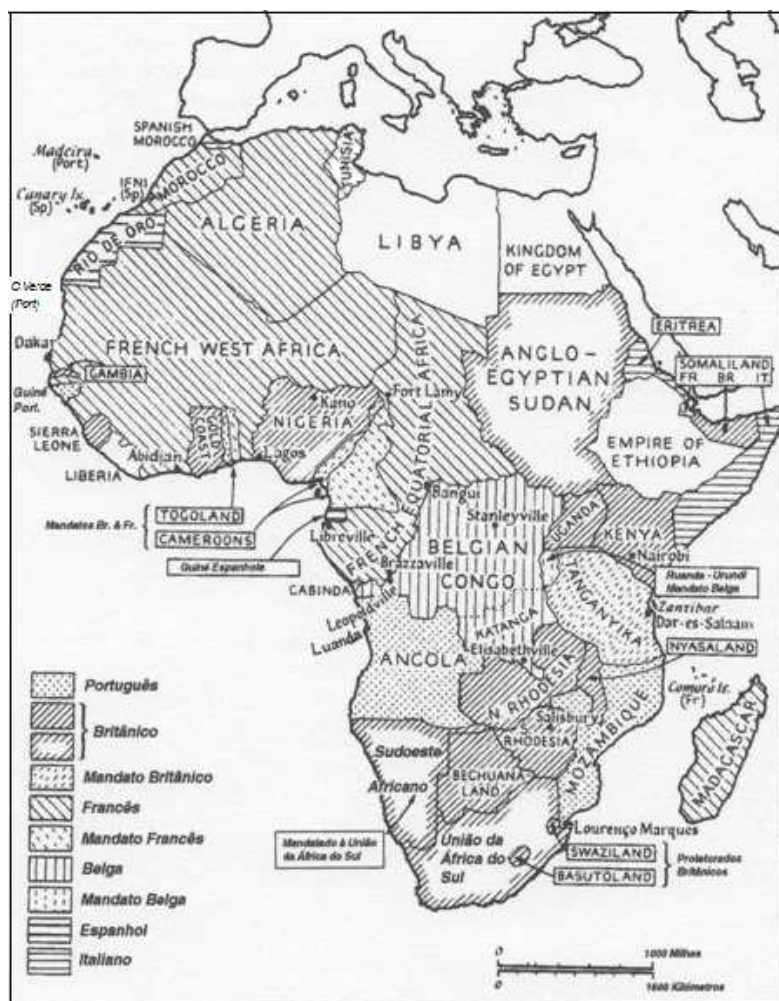 SPANISH
MOROCCO
Madeira
(Port)
IFNI
(Sp)
MOROCCO
Canary Is.
(Sp)
TUNISIA
ALGERIA
LIBYA
KINGDOM
OF EGYPT
RIO DE ORO
C.Verde
(Port)
Dakar
FRENCH WEST AFRICA
GAMBIA
Guiné
Port.
SIERRA
LEONE
LIBERIA
Abidjan
GOLD
COAST
Kano
NIGERIA
Lagos
Fort Lamy
FRENCH EQUATORIAL AFRICA
ANGLO-
EGYPTIAN
SUDAN
ERITREA
SOMALILAND
FR BR IT.
EMPIRE OF
ETHIOPIA
Mandatos Br. & Fr.
TOGOLAND
CAMEROONS
Guiné Espanhola
Bangui
Stanleyville
Libreville
BELGIAN
CONGO
UGANDA
KENYA
Nairobi
Brazzaville
CABINDA
Leopoldville
Luanda
Ruanda - Urundi
Mandato Belga
TANGANYIKA
Zanzibar
Dar-es-Salaam
KATANGA
Elisabethville
ANGOLA
NYASALAND
N. RHODESIA
Comoro Is.
(Fr)
Salisbury
RHODESIA
MOZAMBIQUE
MADAGASCAR
Sudoeste
Africano
BECHUANA-
LAND
Mandatado à União
da África do Sul
União da
África do
Sul
Lourenço Marques
SWAZILAND
BASUTOLAND
Protetorados
Britânicos
Português
Britânico
Mandato Britânico
Francês
Mandato Francês
Belga
Mandato Belga
Espanhol
Italiano
0 1000 Milhas
0 1600 Kilómetros